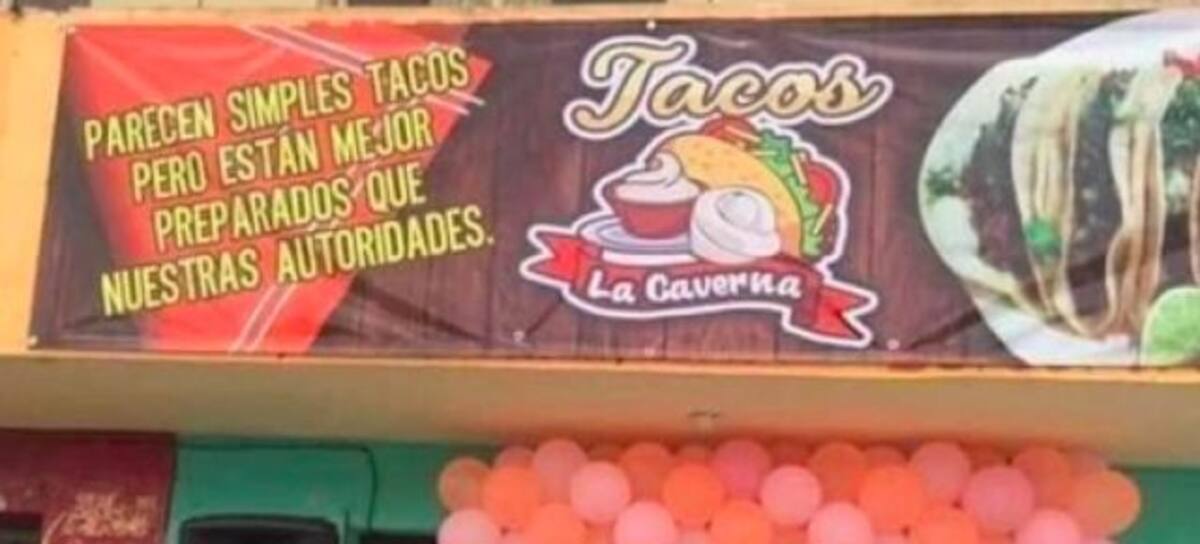 PARECEN SIMPLES TACOS
PERO ESTÁN MEJOR
PREPARADOS QUE
NUESTRAS AUTORIDADES.
Tacos
La Caverna